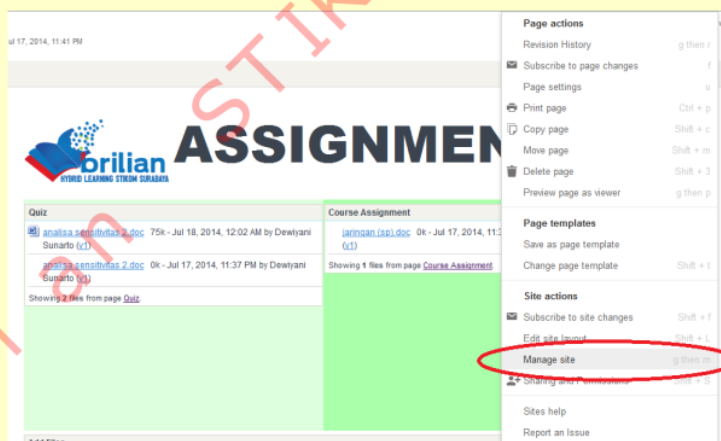 Jul 17, 2014, 11:41 PM
brilian
HYBRID LEARNING STIKOM SURABAYA
ASSIGNMEN
Quiz
analisa sensitivitas 2.doc 75k - Jul 18, 2014, 12:02 AM by Dewiyani
Sunarto (v1)
analisa sensitivitas 2.doc 0k - Jul 17, 2014, 11:37 PM by Dewiyani
Sunarto (v1)
Showing 2 files from page Quiz.
Course Assignment
jaringan (sp).doc 0k - Jul 17, 2014, 11:3
(v1)
Showing 1 files from page Course Assignment.
Page actions
Revision History g then r
Subscribe to page changes f
Page settings u
Print page Ctrl + p
Copy page Shift + c
Move page Shift + m
Delete page Shift + 3
Preview page as viewer g then p
Page templates
Save as page template
Change page template Shift + t
Site actions
Subscribe to site changes Shift + f
Edit site layout Shift + L
Manage site g then m
Sharing and Permissions Shift + S
Sites help
Report an Issue
STIK
an